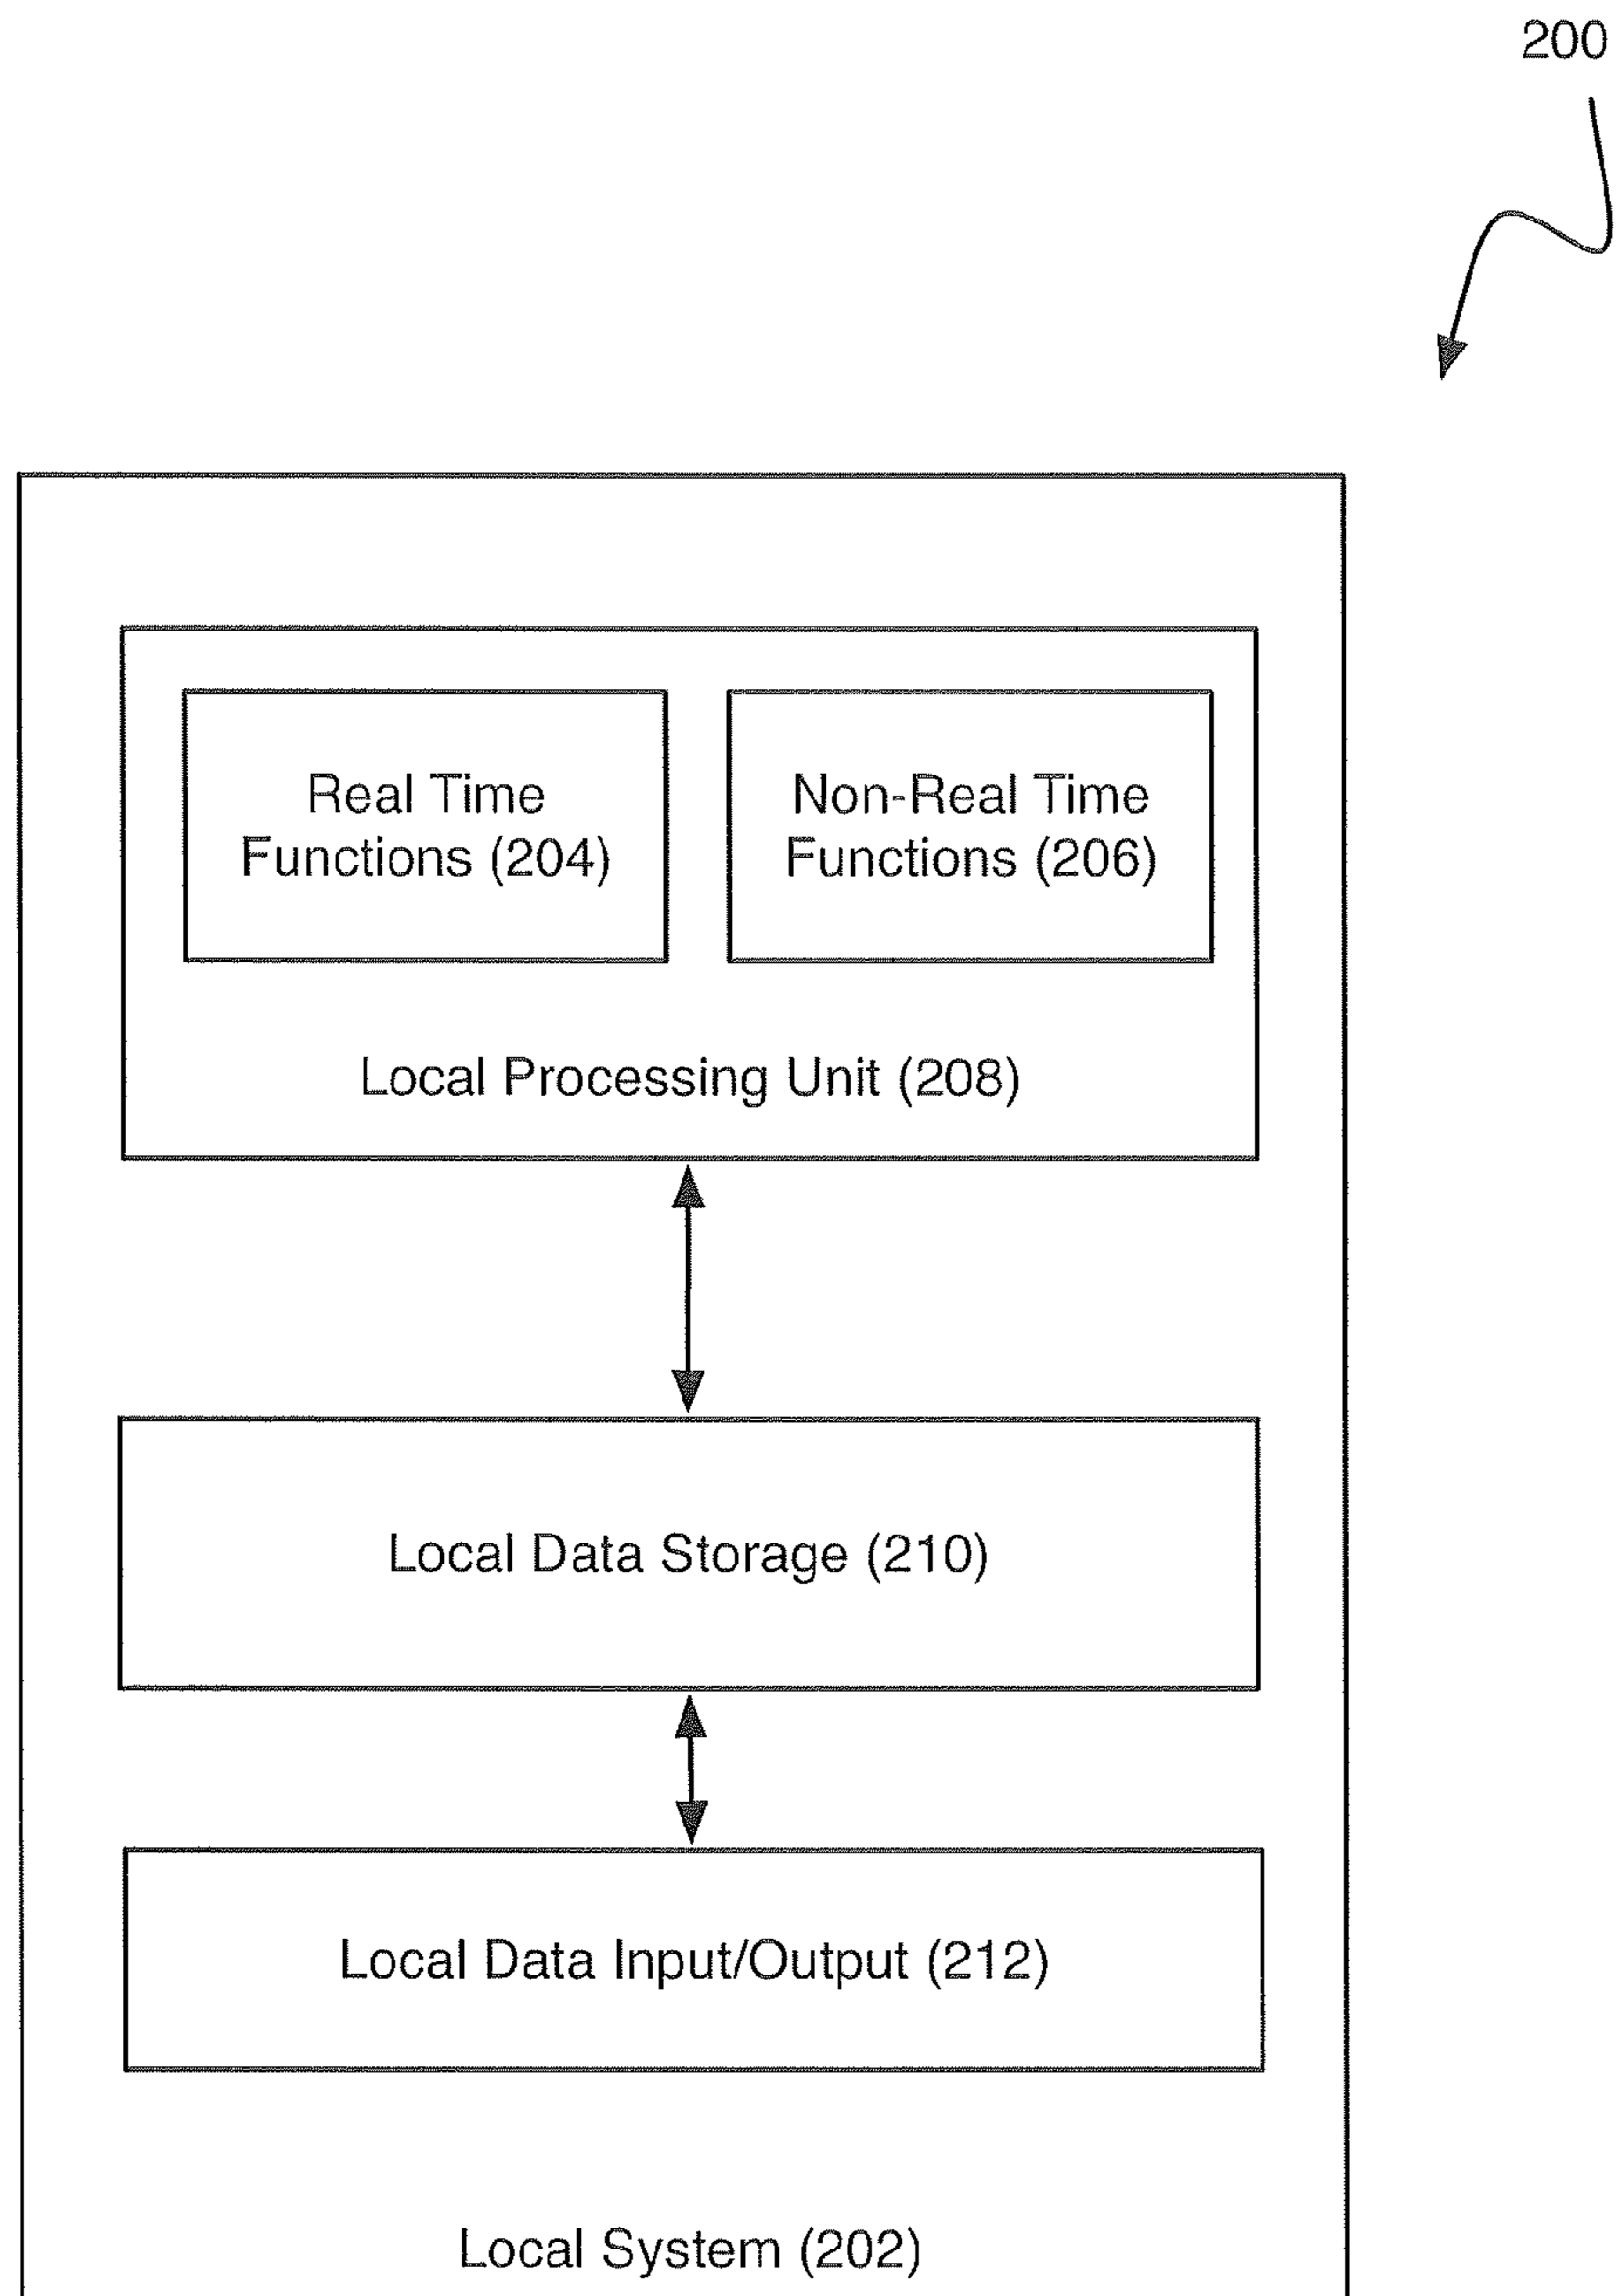 200
Real Time
Functions (204)
Non-Real Time
Functions (206)
Local Processing Unit (208)
Local Data Storage (210)
Local Data Input/Output (212)
Local System (202)